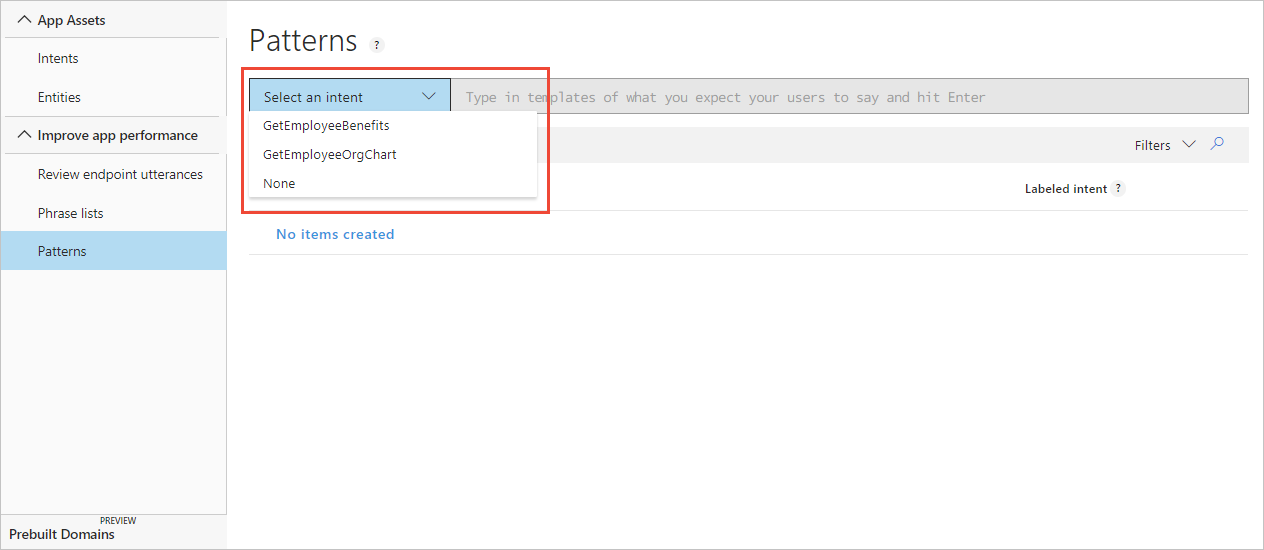 App Assets
Intents
Entities
Improve app performance
Review endpoint utterances
Phrase lists
Patterns
PREVIEW
Prebuilt Domains
Patterns ?
Select an intent
Type in templates of what you expect your users to say and hit Enter
GetEmployeeBenefits
GetEmployeeOrgChart
None
Filters
Labeled intent ?
No items created